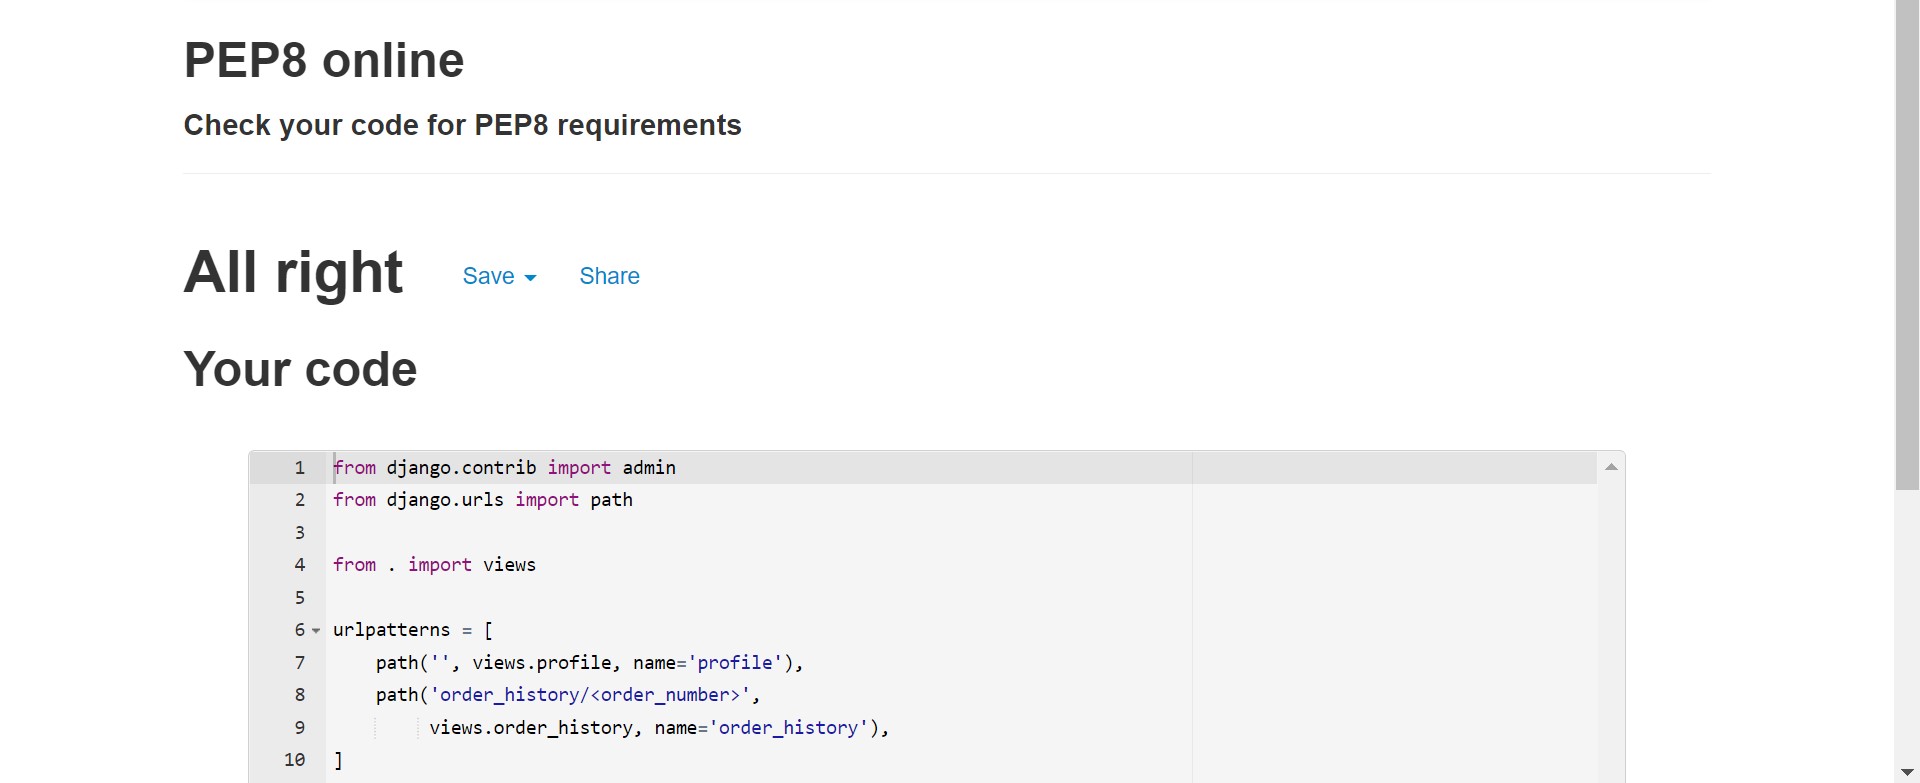 PEP8 online
Check your code for PEP8 requirements
All right Save Share
Your code
1 from django.contrib import admin
2 from django.urls import path
3
4 from . import views
5
6 urlpatterns = [
7     path('', views.profile, name='profile'),
8     path('order_history/<order_number>',
9          views.order_history, name='order_history'),
10 ]